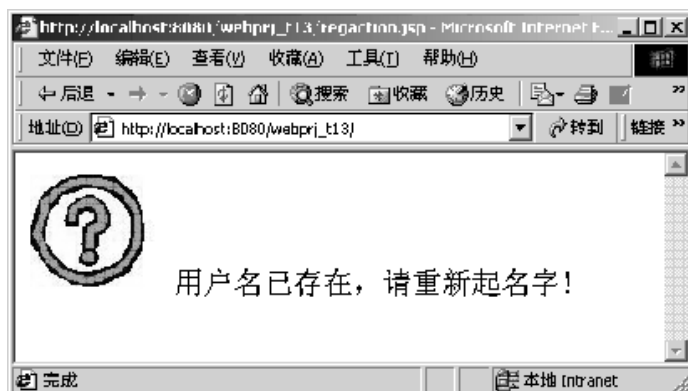 http://localhost:8080/webprj_t13/regaction.jsp - Microsoft Internet E...
文件(F) 编辑(E) 查看(V) 收藏(A) 工具(T) 帮助(H)
后退 搜索 收藏 历史 »
地址(D) http://localhost:8080/webprj_t13/ 转到 链接 »
用户名已存在，请重新起名字!
完成 本地 Intranet